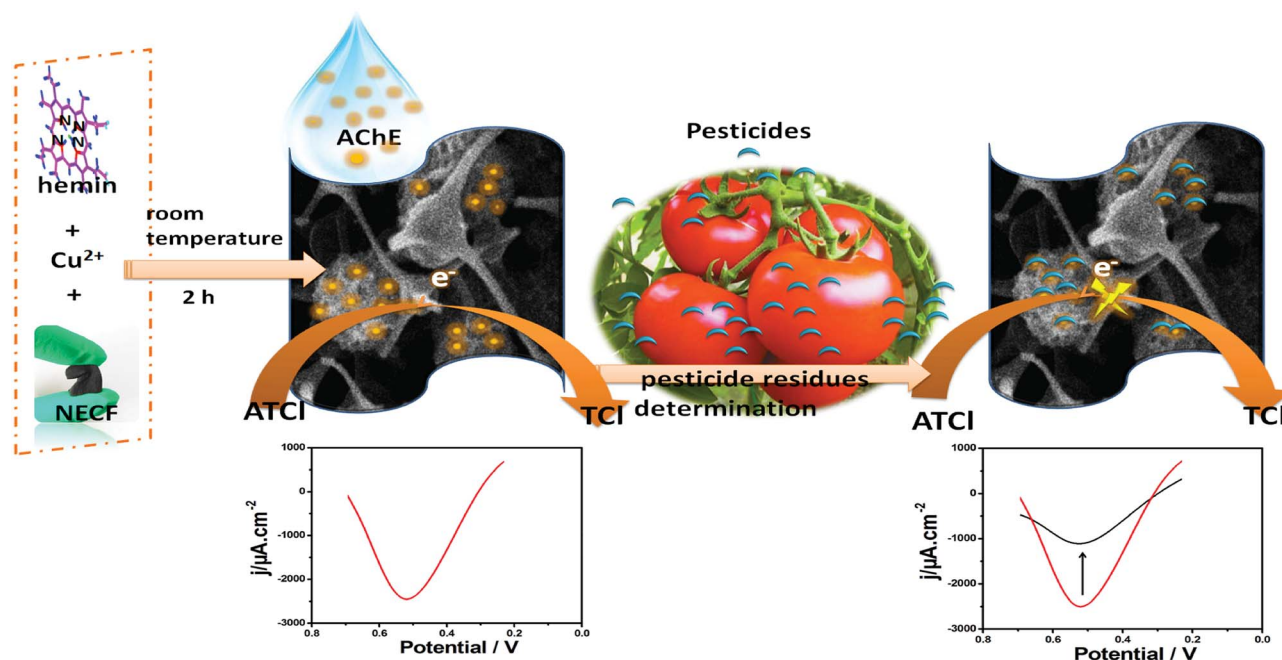 N
N
N
N
hemin
+
Cu²⁺
+
NECF
room
temperature
2 h
AChE
e⁻
ATCl
TCl
Pesticides
pesticide residues
determination
e⁻
ATCl
TCl
1000
0
-1000
-2000
-3000
j/µA.cm⁻²
0.8
0.6
0.4
0.2
0.0
Potential / V
1000
0
-1000
-2000
-3000
j/µA.cm⁻²
0.8
0.6
0.4
0.2
0.0
Potential / V